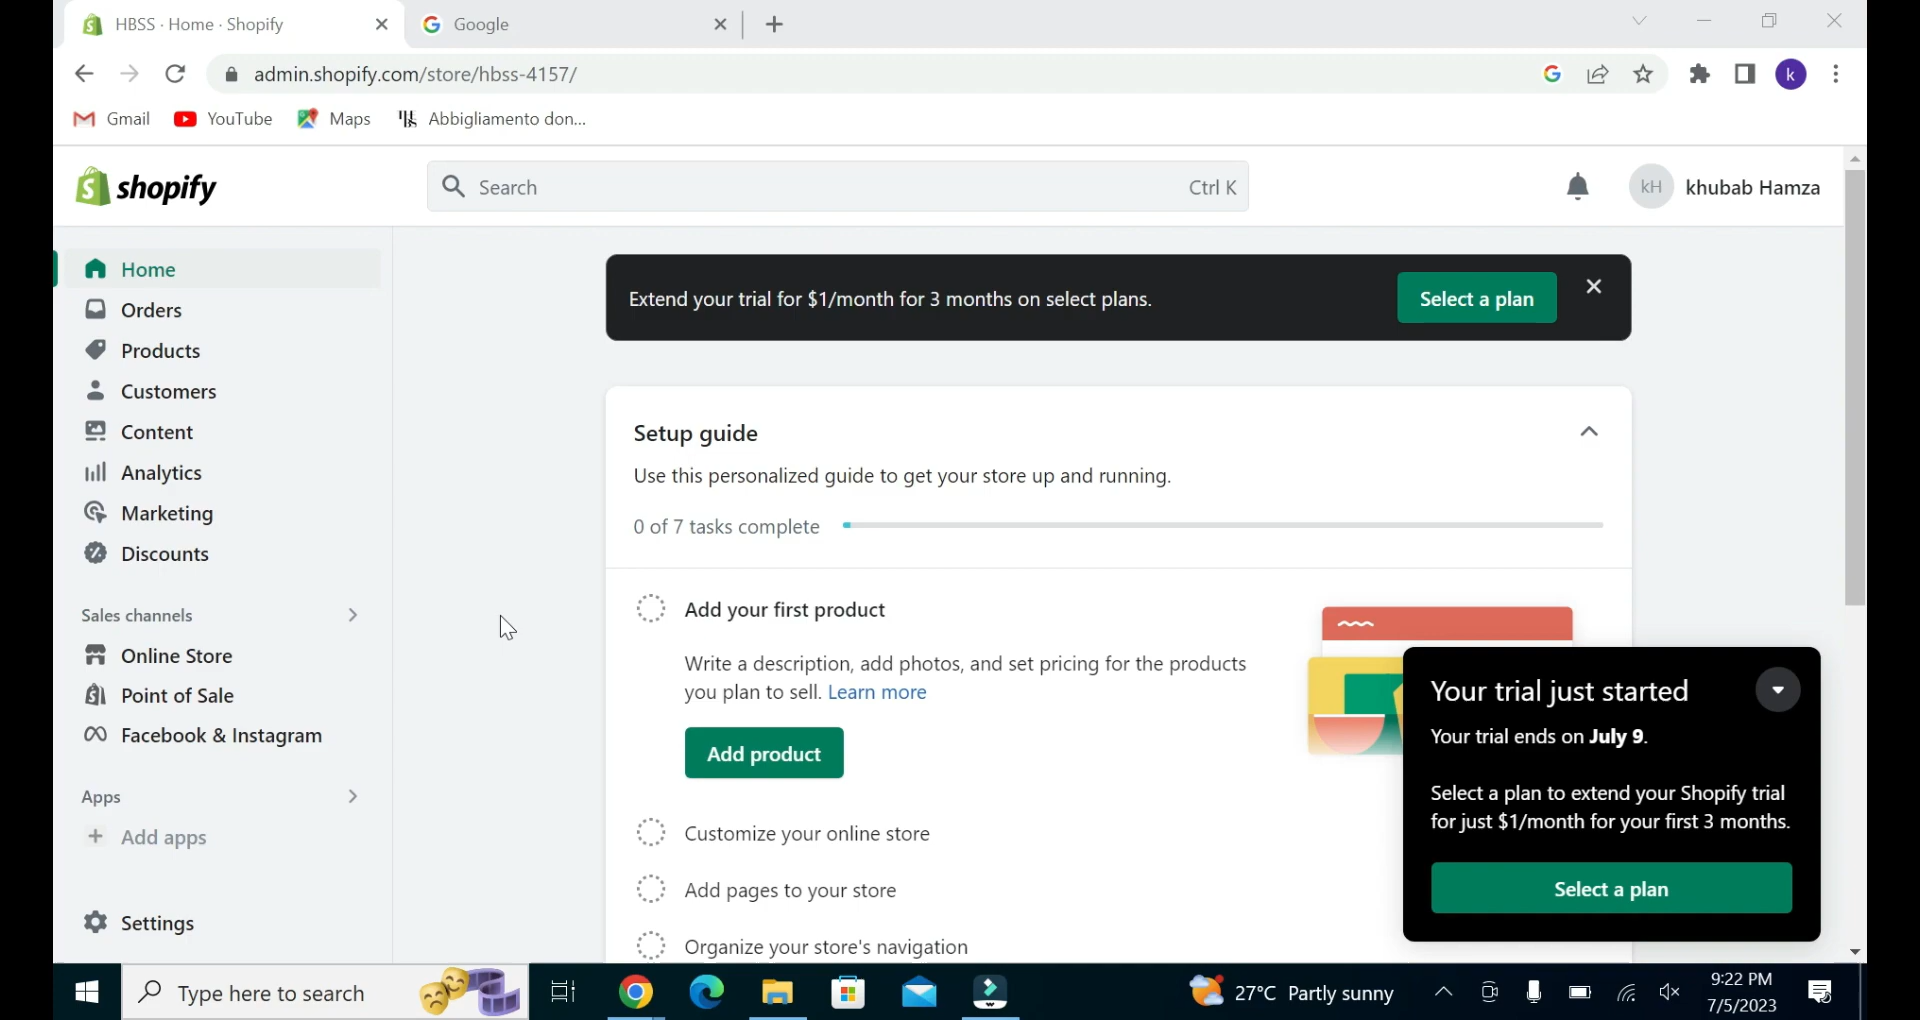 HBSS · Home · Shopify
Google
admin.shopify.com/store/hbss-4157/
k
Gmail
YouTube
Maps
Abbigliamento don...
shopify
Search
Ctrl K
kH
khubab Hamza
Home
Orders
Products
Customers
Content
Analytics
Marketing
Discounts
Sales channels
Online Store
Point of Sale
Facebook & Instagram
Apps
Add apps
Settings
Extend your trial for $1/month for 3 months on select plans.
Select a plan
Setup guide
Use this personalized guide to get your store up and running.
0 of 7 tasks complete
Add your first product
Write a description, add photos, and set pricing for the products
you plan to sell. Learn more
Add product
Customize your online store
Add pages to your store
Organize your store's navigation
Your trial just started
Your trial ends on July 9.
Select a plan to extend your Shopify trial
for just $1/month for your first 3 months.
Select a plan
Type here to search
27°C Partly sunny
9:22 PM
7/5/2023